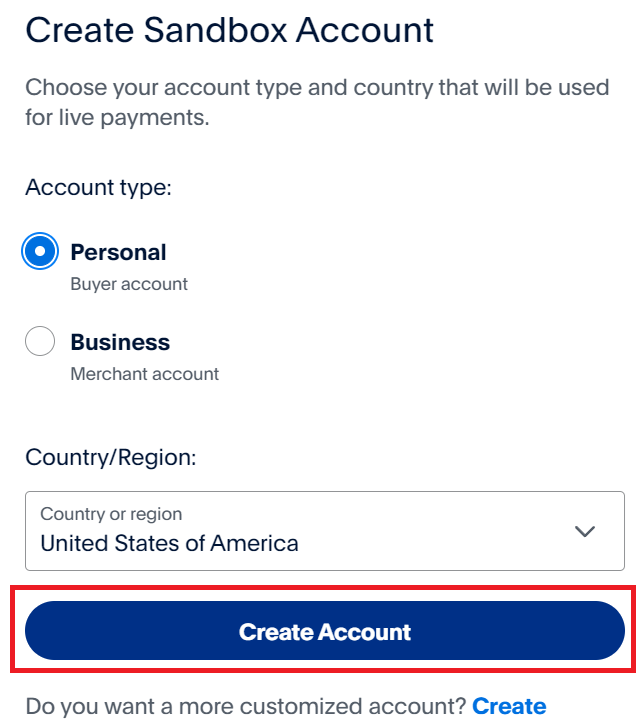 Create Sandbox Account
Choose your account type and country that will be used
for live payments.
Account type:
Personal
Buyer account
Business
Merchant account
Country/Region:
Country or region
United States of America
Create Account
Do you want a more customized account? Create